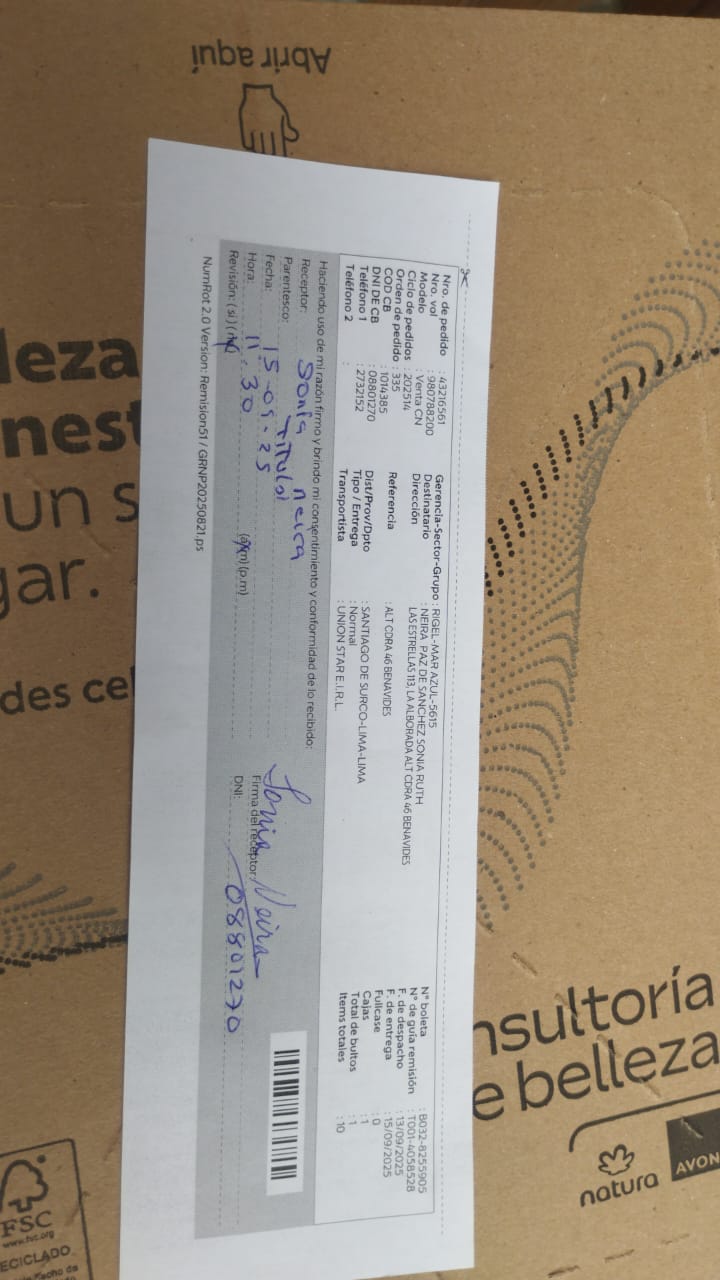 Abrir aquí
Nro. de pedido : 43216561
Nro. vol : 980788200
Modelo : Venta CN
Ciclo de pedidos : 202514
Orden de pedido : 335
COD CB : 1014385
DNI DE CB : 08801270
Teléfono 1 : 2732152
Teléfono 2 :
Gerencia-Sector-Grupo : RIGEL-MAR AZUL-5615
Destinatario : NEIRA PAZ DE SANCHEZ SONIA RUTH
Dirección LAS ESTRELLAS 113, LA ALBORADA ALT CDRA 46 BENAVIDES
Referencia : ALT CDRA 46 BENAVIDES
Dist/Prov/Dpto : SANTIAGO DE SURCO-LIMA-LIMA
Tipo / Entrega : Normal
Transportista : UNION STAR E.I.R.L.
N° boleta : B032-8255905
N° de guía remisión : T001-4058528
F. de despacho : 13/09/2025
F. de entrega : 15/09/2025
Fullcase : 0
Cajas : 1
Total de bultos : 1
Items totales : 10
Haciendo uso de mi razón firmo y brindo mi consentimiento y conformidad de lo recibido:
Receptor: Sonia neira
Parentesco: Titular
Fecha: 15-09-25
Hora: 11:30 (a.m) (p.m)
Revisión: ( si ) ( no )
Sonia Neira
Firma del receptor:
DNI: 08801270
NumRot 2.0 Version: Remision51 / GRNP20250821.ps
leza
nest
un s
gar.
des cel
nsultoría
e belleza
natura
AVON
FSC
www.fsc.org
RECICLADO